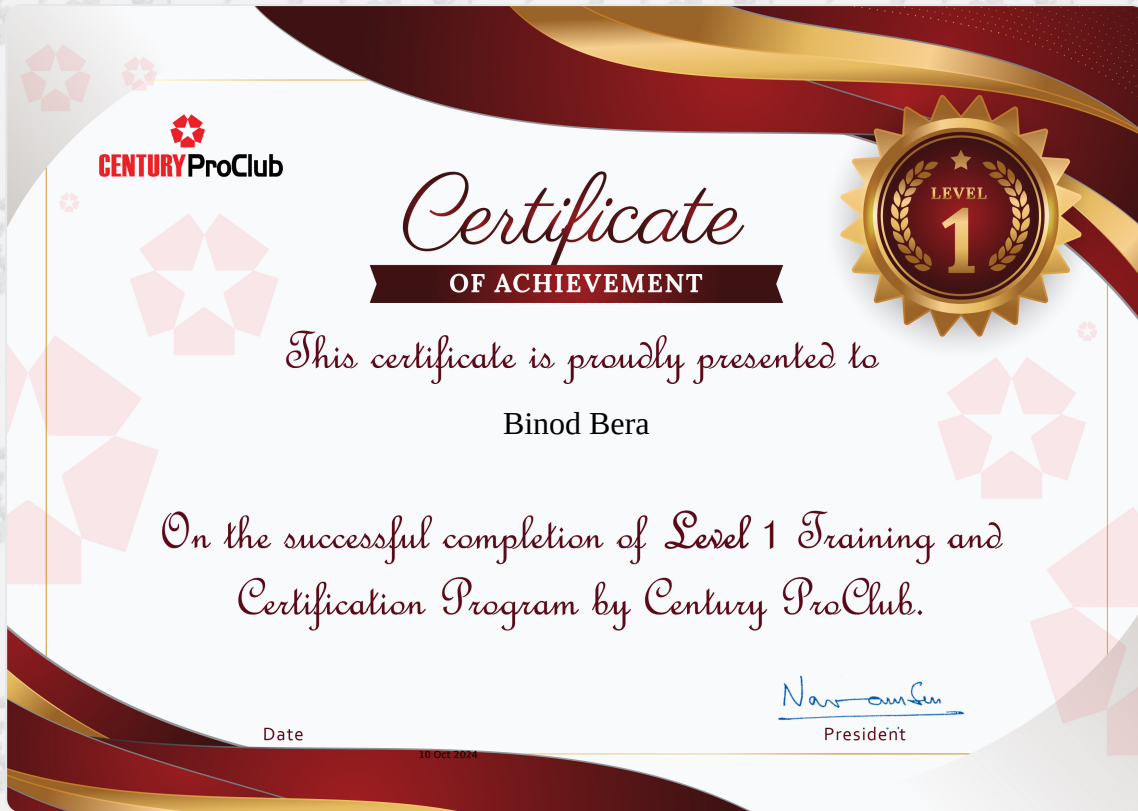 CENTURY ProClub
LEVEL
1
Certificate
OF ACHIEVEMENT
This certificate is proudly presented to
Binod Bera
On the successful completion of Level 1 Training and
Certification Program by Century ProClub.
Date
President
10 Oct 2024